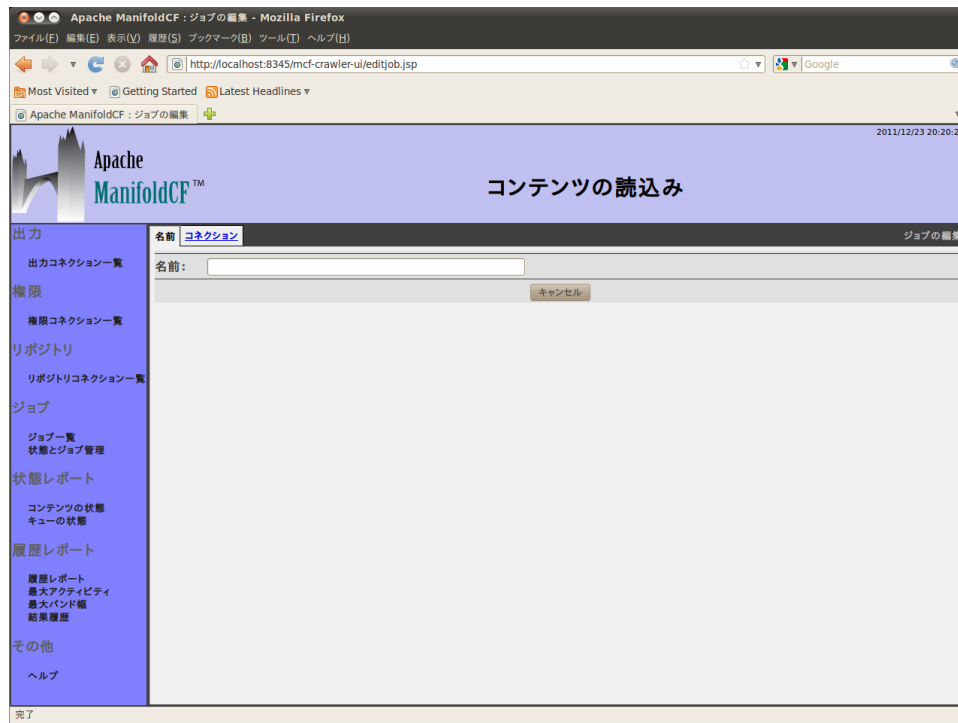 Apache ManifoldCF : ジョブの編集 - Mozilla Firefox
ファイル(F) 編集(E) 表示(V) 履歴(S) ブックマーク(B) ツール(T) ヘルプ(H)
http://localhost:8345/mcf-crawler-ui/editjob.jsp
Google
Most Visited Getting Started Latest Headlines
Apache ManifoldCF : ジョブの編集
2011/12/23 20:20:2
Apache
ManifoldCF™
コンテンツの読込み
出力
出力コネクション一覧
権限
権限コネクション一覧
リポジトリ
リポジトリコネクション一覧
ジョブ
ジョブ一覧
状態とジョブ管理
状態レポート
コンテンツの状態
キューの状態
履歴レポート
履歴レポート
最大アクティビティ
最大バンド幅
結果履歴
その他
ヘルプ
名前 コネクション
ジョブの編集
名前:
キャンセル
完了